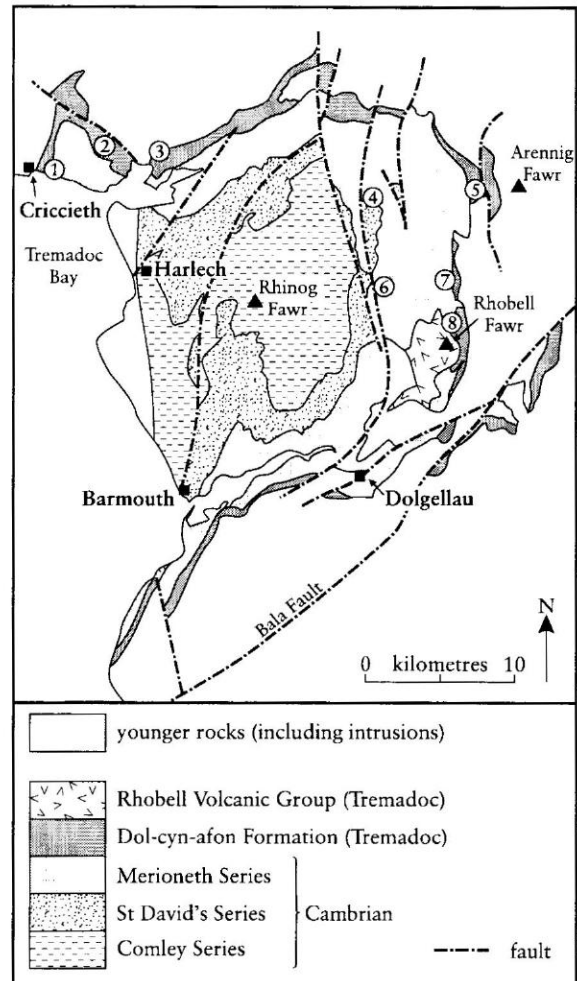 1
2
3
Criccieth
Arennig
Fawr
4
5
Tremadoc
Bay
Harlech
Rhinog
Fawr
6
7
8
Rhobell
Fawr
Barmouth
Dolgellau
Bala Fault
N
0 kilometres 10
younger rocks (including intrusions)
Rhobell Volcanic Group (Tremadoc)
Dol-cyn-afon Formation (Tremadoc)
Merioneth Series
St David's Series
Cambrian
Comley Series
fault